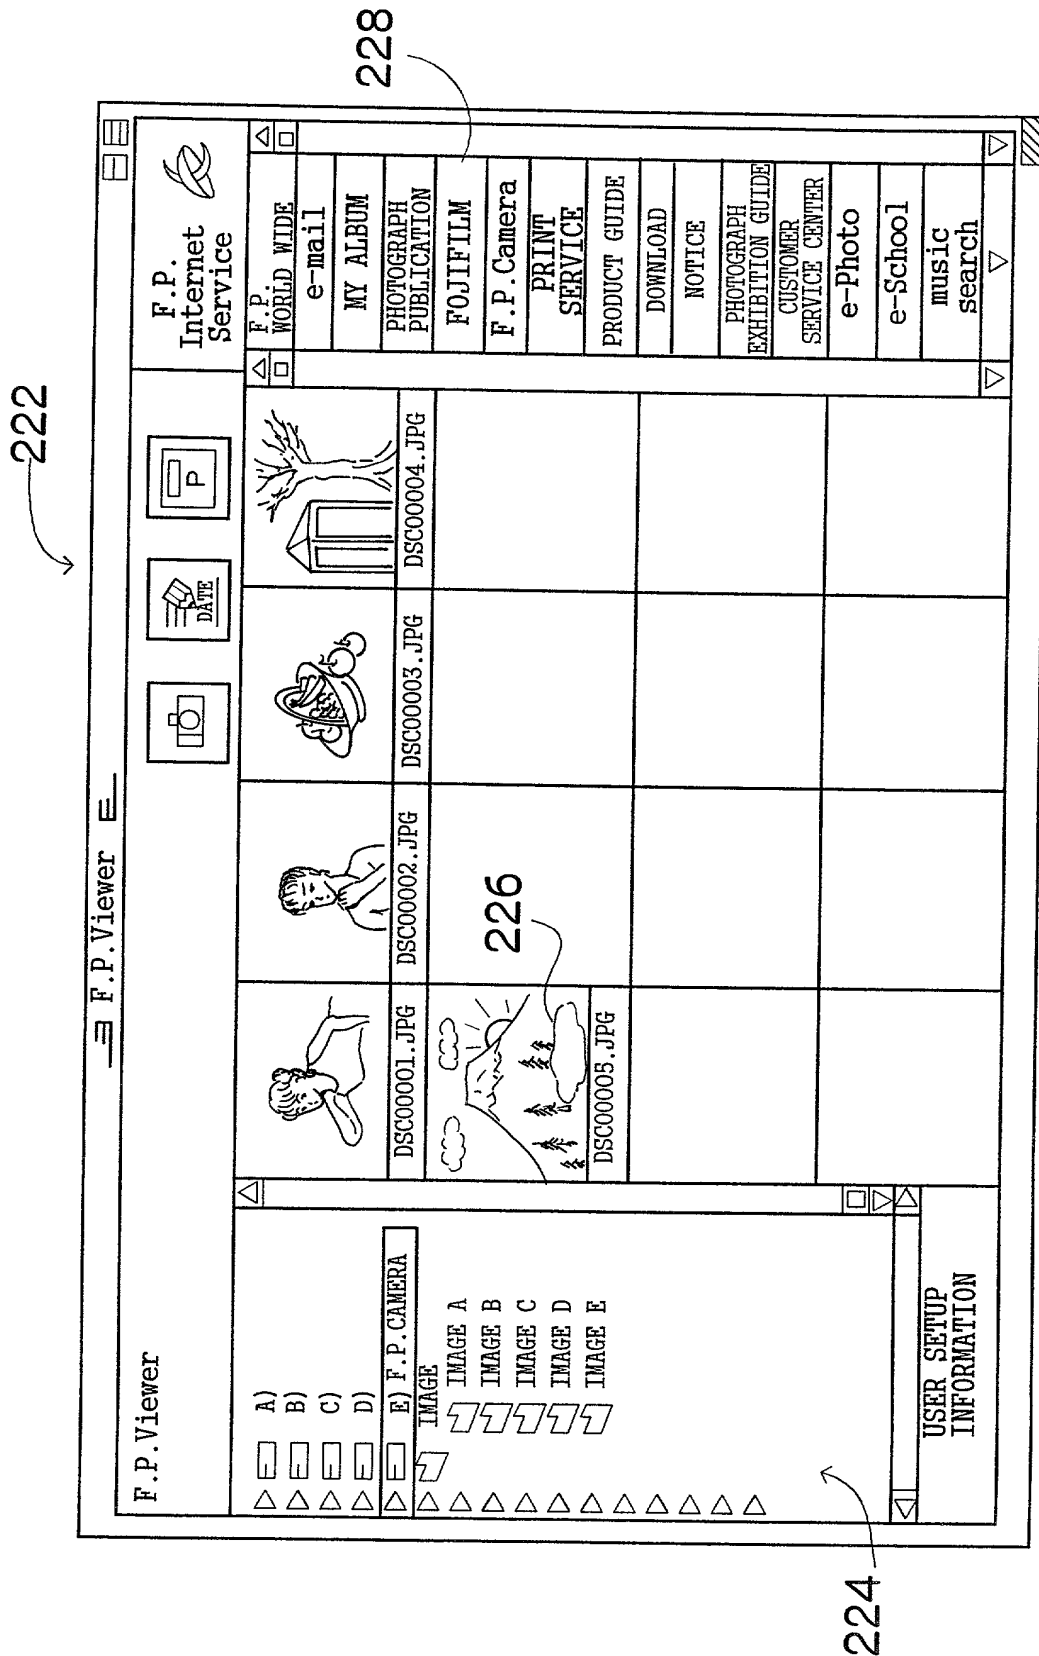 222
F.P.Viewer
F.P.Viewer
DATE
P
F.P.
Internet
Service
A)
B)
C)
D)
E) F.P.CAMERA
IMAGE
IMAGE A
IMAGE B
IMAGE C
IMAGE D
IMAGE E
USER SETUP
INFORMATION
224
DSC00001.JPG
DSC00002.JPG
DSC00003.JPG
DSC00004.JPG
DSC00005.JPG
226
F.P.
WORLD WIDE
e-mail
MY ALBUM
PHOTOGRAPH
PUBLICATION
FOJIFILM
F.P.Camera
PRINT
SERVICE
PRODUCT GUIDE
DOWNLOAD
NOTICE
PHOTOGRAPH
EXHIBITION GUIDE
CUSTOMER
SERVICE CENTER
e-Photo
e-School
music
search
228